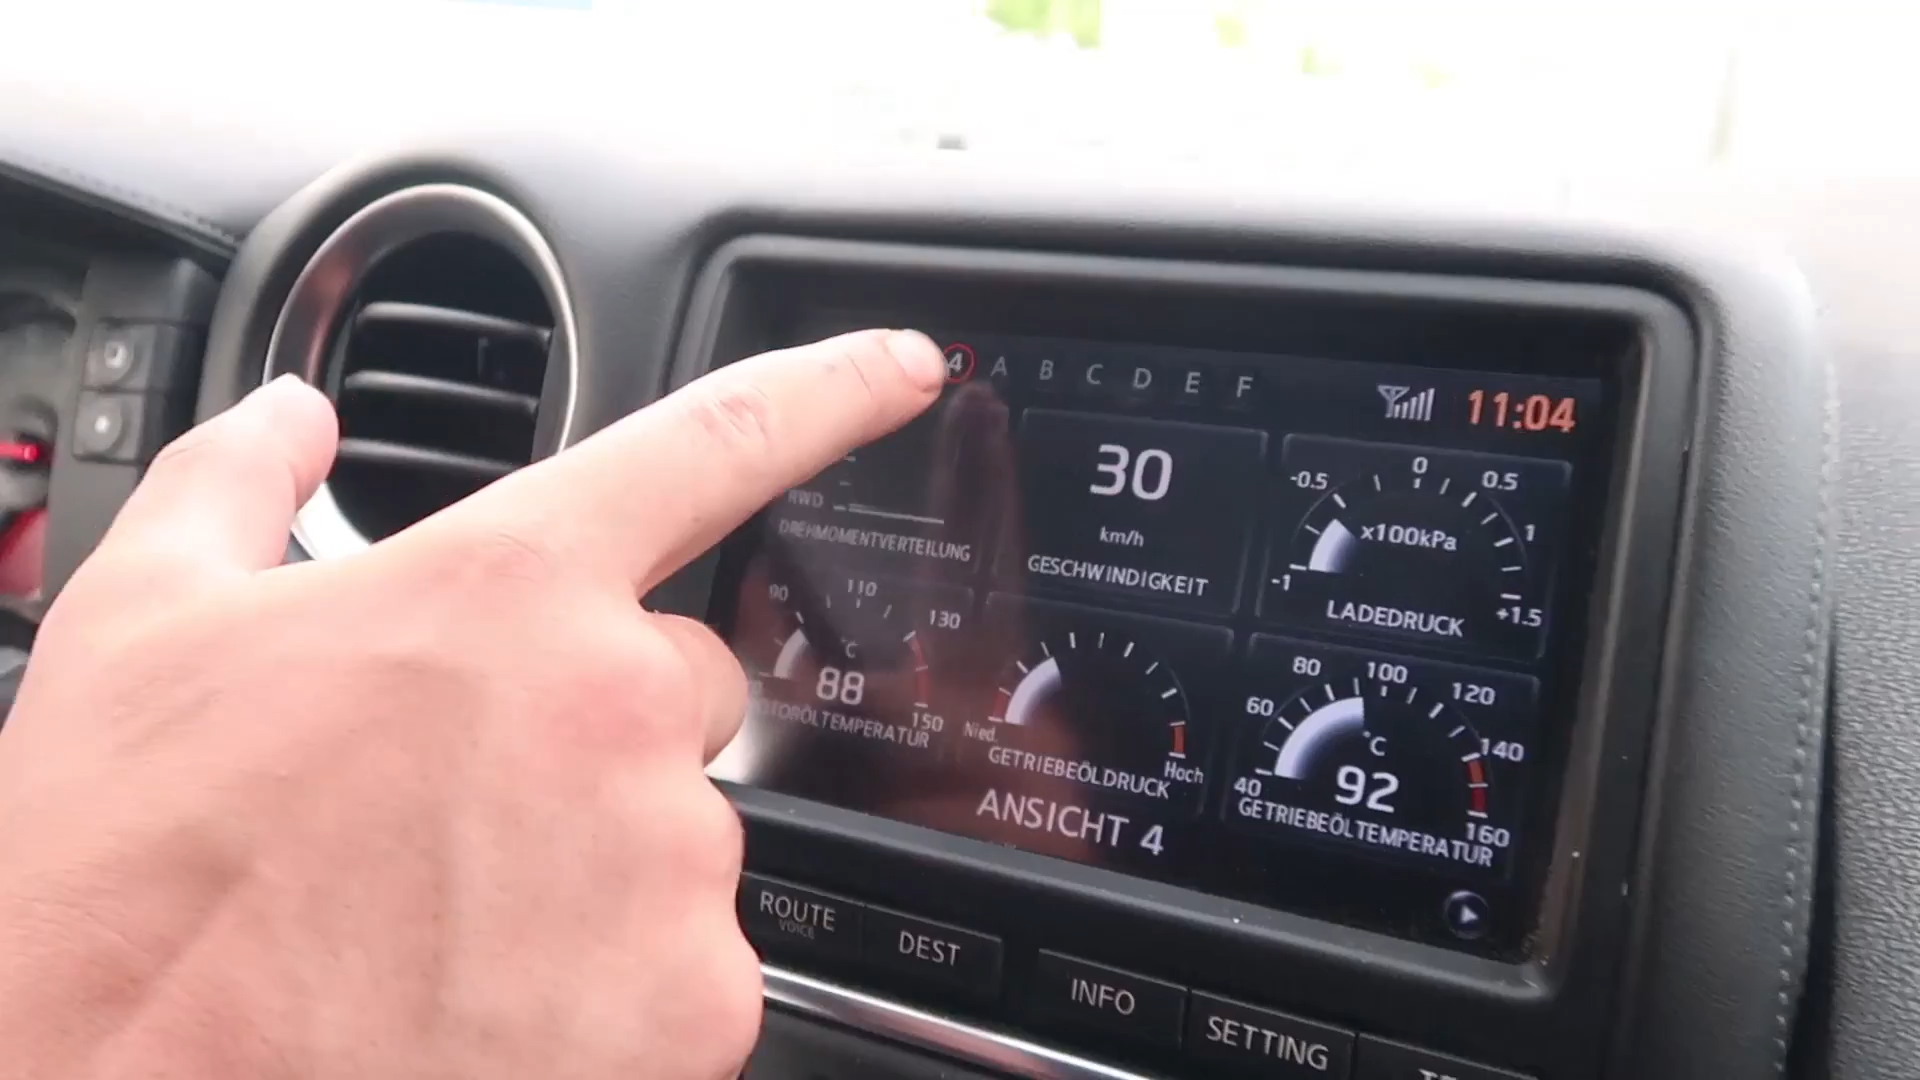 4 A B C D E F
11:04
RWD
DREHMOMENTVERTEILUNG
30
km/h
GESCHWINDIGKEIT
-1 -0.5 0 0.5 1 +1.5
x100kPa
LADEDRUCK
90 110 130 150
°C
88
MOTORÖLTEMPERATUR
Nied. Hoch
GETRIEBEÖLDRUCK
40 60 80 100 120 140 160
°C
92
GETRIEBEÖLTEMPERATUR
ANSICHT 4
ROUTE
VOICE
DEST
INFO
SETTING